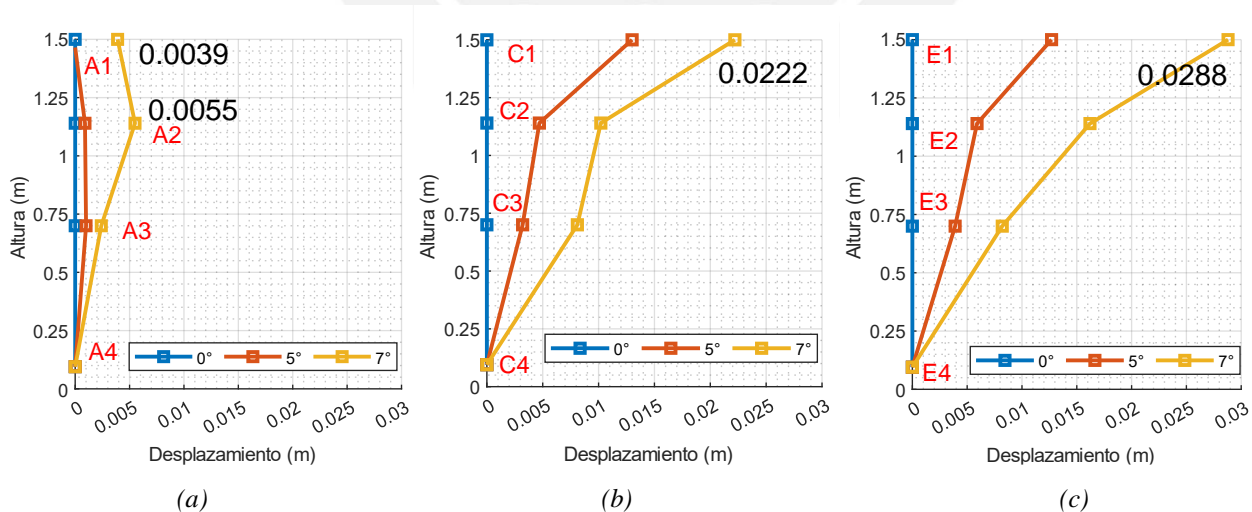 1.5
1.25
1
0.75
0.5
0.25
0
Altura (m)
0.0039
0.0055
A1
A2
A3
A4
0° 5° 7°
0 0.005 0.01 0.015 0.02 0.025 0.03
Desplazamiento (m)
(a)
1.5
1.25
1
0.75
0.5
0.25
0
Altura (m)
C1
0.0222
C2
C3
0° 5° 7°
C4
0 0.005 0.01 0.015 0.02 0.025 0.03
Desplazamiento (m)
(b)
1.5
1.25
1
0.75
0.5
0.25
0
Altura (m)
E1
0.0288
E2
E3
0° 5° 7°
E4
0 0.005 0.01 0.015 0.02 0.025 0.03
Desplazamiento (m)
(c)